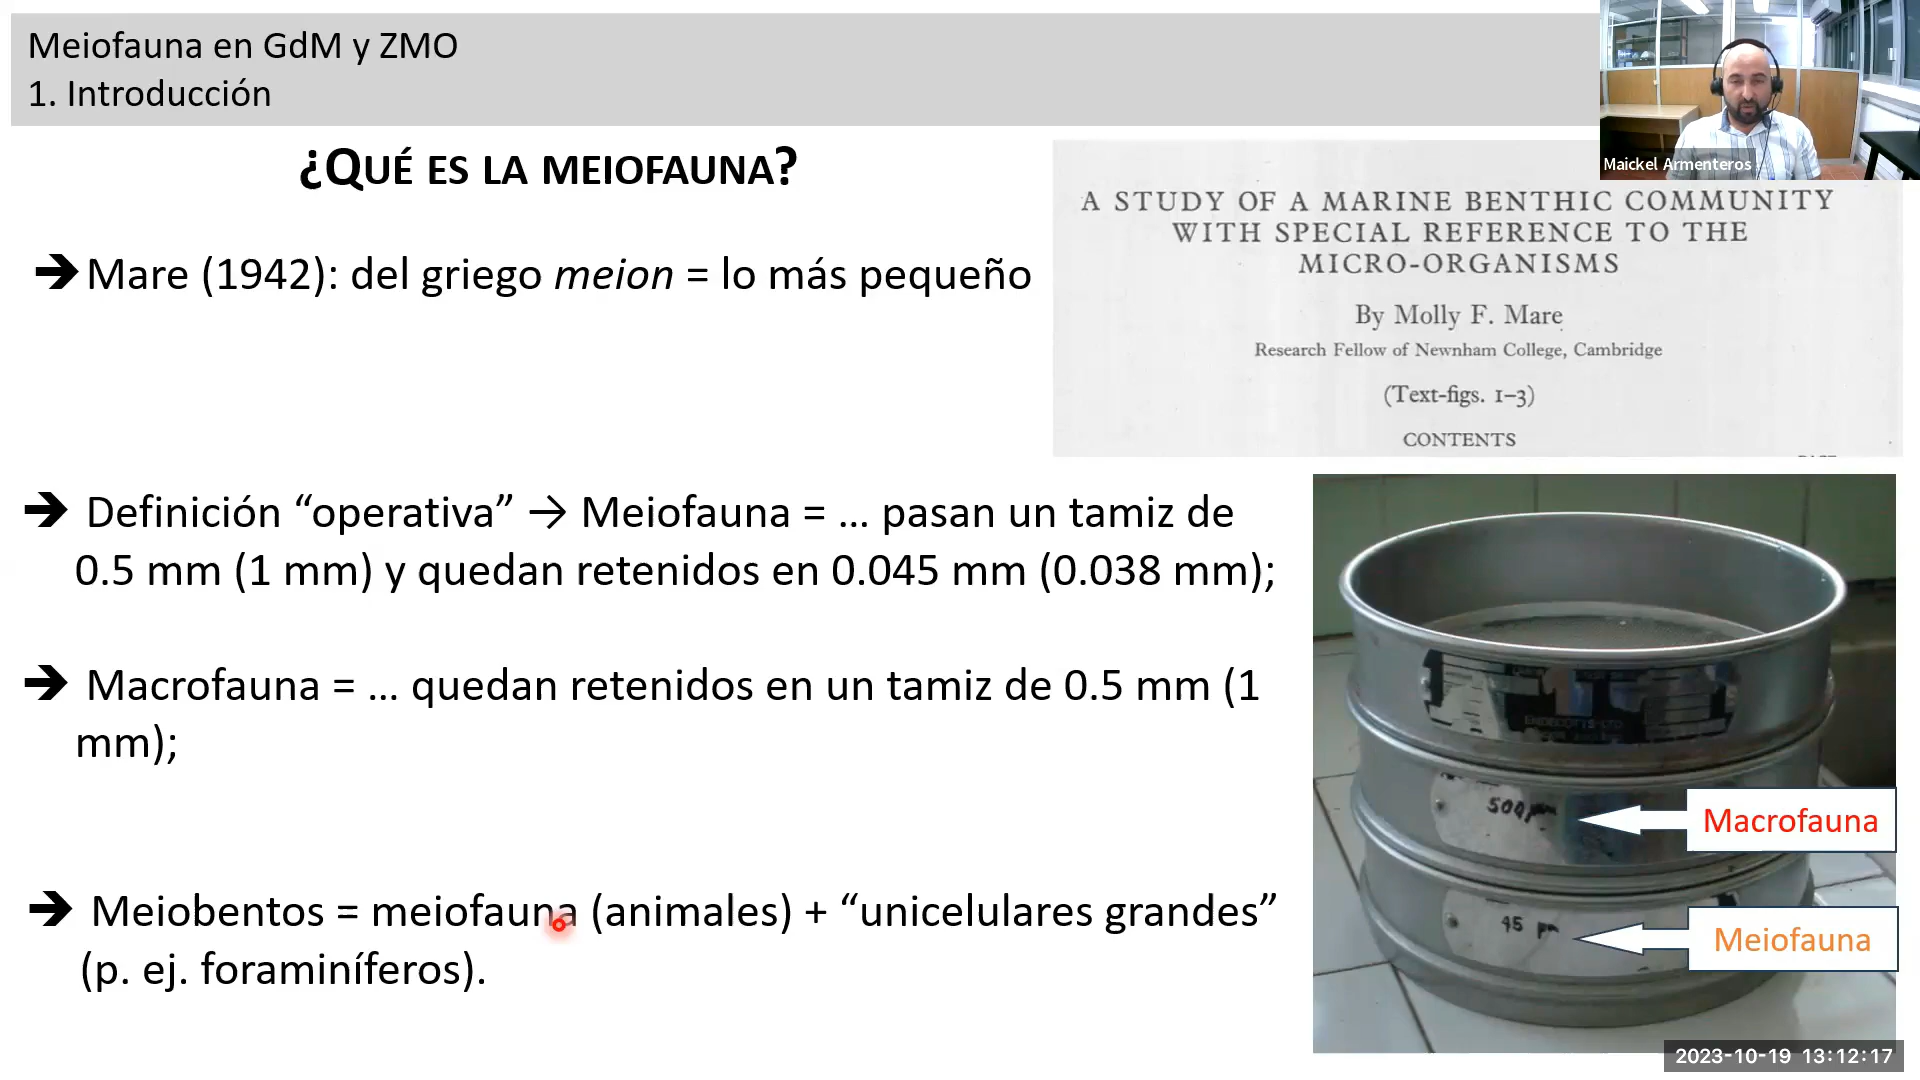 Meiofauna en GdM y ZMO
1. Introducción
Maickel Armenteros
¿QUÉ ES LA MEIOFAUNA?
➔ Mare (1942): del griego meion = lo más pequeño
A STUDY OF A MARINE BENTHIC COMMUNITY
WITH SPECIAL REFERENCE TO THE
MICRO-ORGANISMS
By Molly F. Mare
Research Fellow of Newnham College, Cambridge
(Text-figs. 1–3)
CONTENTS
➔ Definición “operativa” → Meiofauna = ... pasan un tamiz de
0.5 mm (1 mm) y quedan retenidos en 0.045 mm (0.038 mm);
➔ Macrofauna = ... quedan retenidos en un tamiz de 0.5 mm (1
mm);
➔ Meiobentos = meiofauna (animales) + “unicelulares grandes”
(p. ej. foraminíferos).
ENDECOTTS LTD
500 µm
Macrofauna
45 µm
Meiofauna
2023-10-19 13:12:17